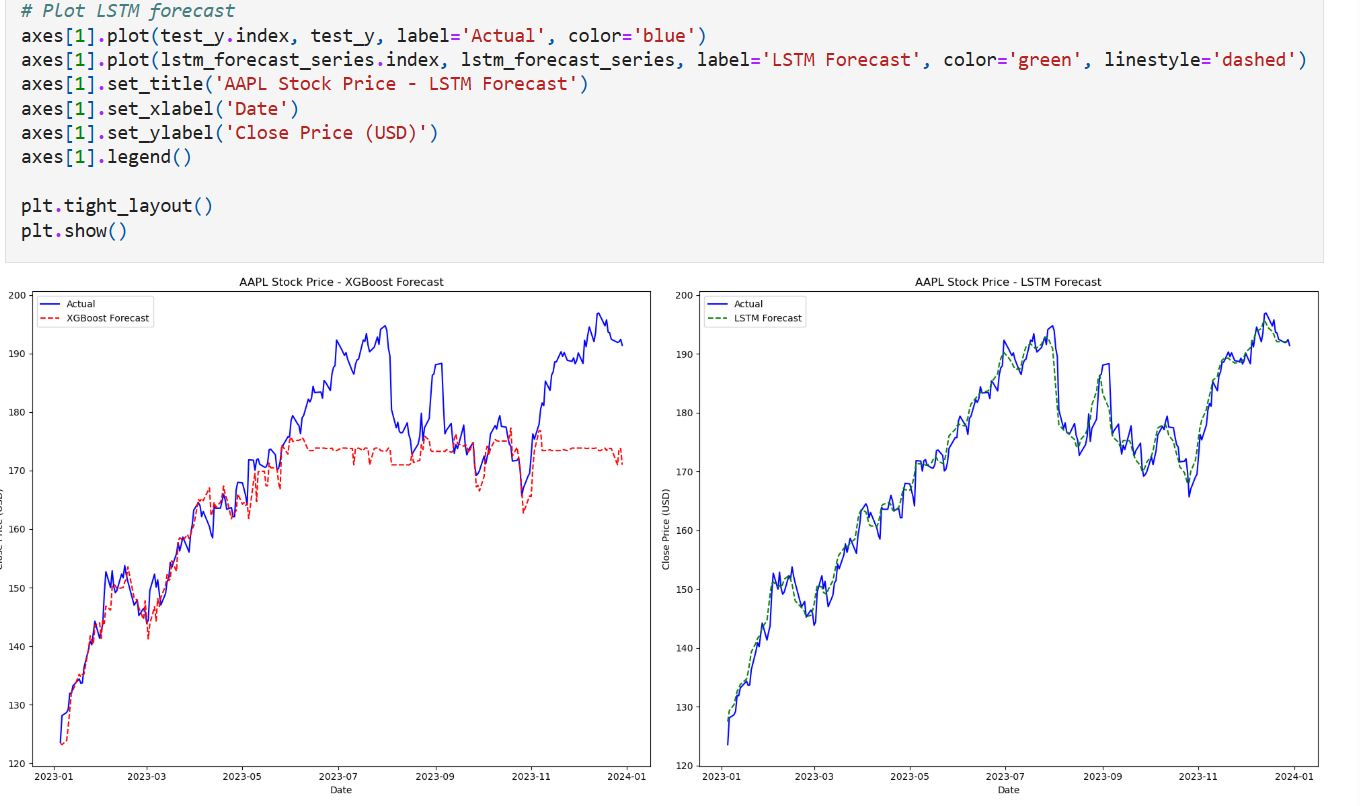 # Plot LSTM forecast
axes[1].plot(test_y.index, test_y, label='Actual', color='blue')
axes[1].plot(lstm_forecast_series.index, lstm_forecast_series, label='LSTM Forecast', color='green', linestyle='dashed')
axes[1].set_title('AAPL Stock Price - LSTM Forecast')
axes[1].set_xlabel('Date')
axes[1].set_ylabel('Close Price (USD)')
axes[1].legend()
plt.tight_layout()
plt.show()
AAPL Stock Price - XGBoost Forecast
Actual
XGBoost Forecast
200
190
180
170
160
150
140
130
120
2023-01 2023-03 2023-05 2023-07 2023-09 2023-11 2024-01
Date
AAPL Stock Price - LSTM Forecast
Actual
LSTM Forecast
Close Price (USD)
200
190
180
170
160
150
140
130
120
2023-01 2023-03 2023-05 2023-07 2023-09 2023-11 2024-01
Date